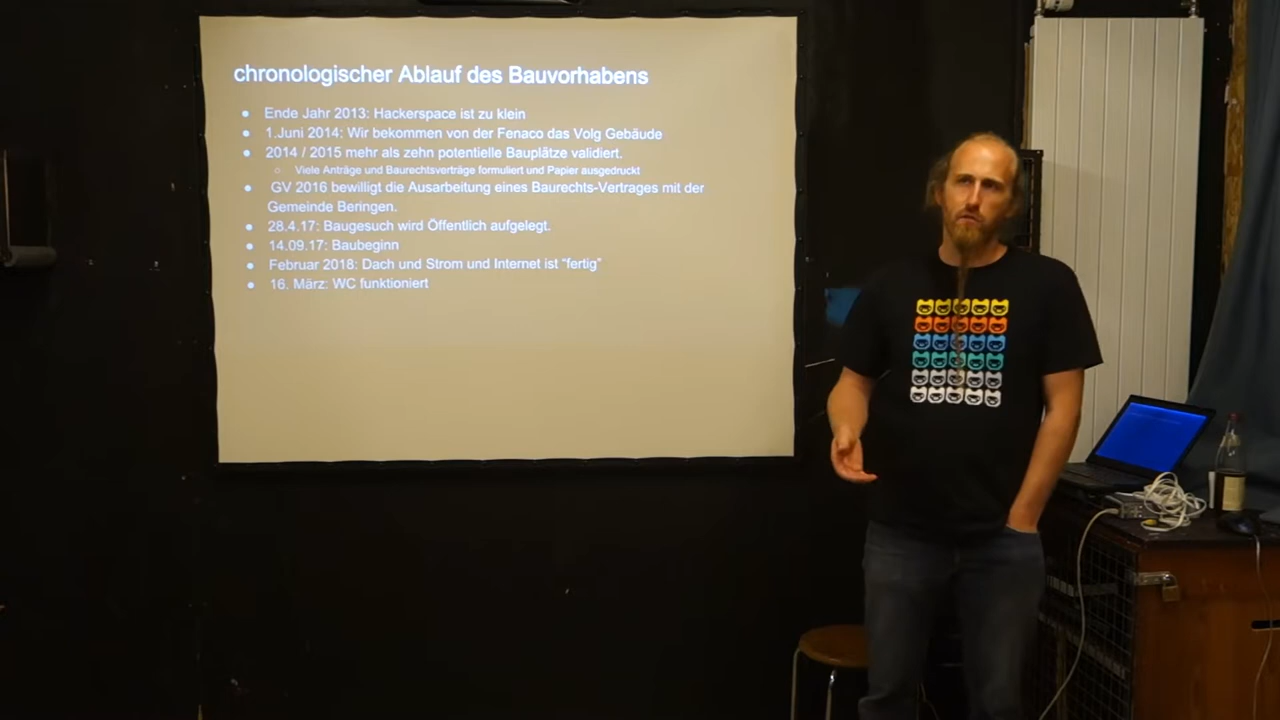 chronologischer Ablauf des Bauvorhabens
● Ende Jahr 2013: Hackerspace ist zu klein
● 1.Juni 2014: Wir bekommen von der Fenaco das Volg Gebäude
● 2014 / 2015 mehr als zehn potentielle Bauplätze validiert.
○ Viele Anträge und Baurechtsverträge formuliert und Papier ausgedruckt
● GV 2016 bewilligt die Ausarbeitung eines Baurechts-Vertrages mit der
Gemeinde Beringen.
● 28.4.17: Baugesuch wird Öffentlich aufgelegt.
● 14.09.17: Baubeginn
● Februar 2018: Dach und Strom und Internet ist “fertig”
● 16. März: WC funktioniert